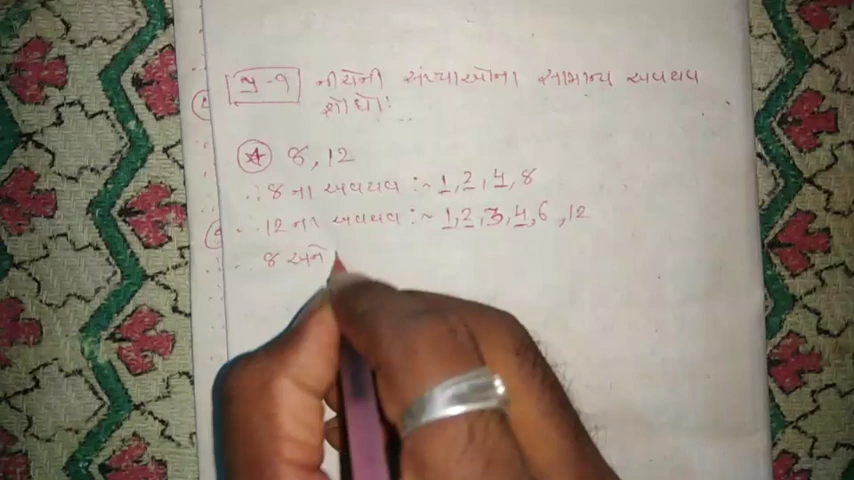 પ્ર-૧ નીચેની સંખ્યાઓના સામાન્ય અવયવ
શોધો:
8,12
∴ 8 ના અવયવ :- 1,2,4,8
∴ 12 ના અવયવ :- 1,2,3,4,6,12
∴ 8 અને